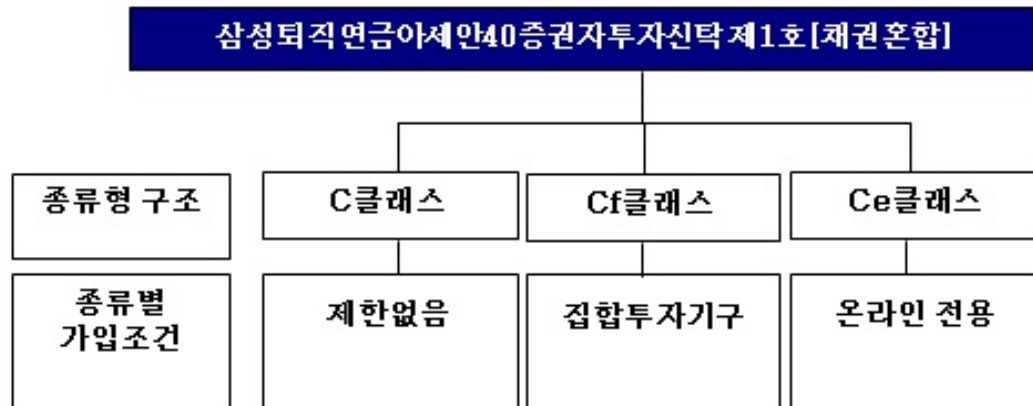 삼성퇴직연금아세안40증권자투자신탁제1호[채권혼합]
종류형 구조
C클래스
Cf클래스
Ce클래스
종류별
가입조건
제한없음
집합투자기구
온라인 전용